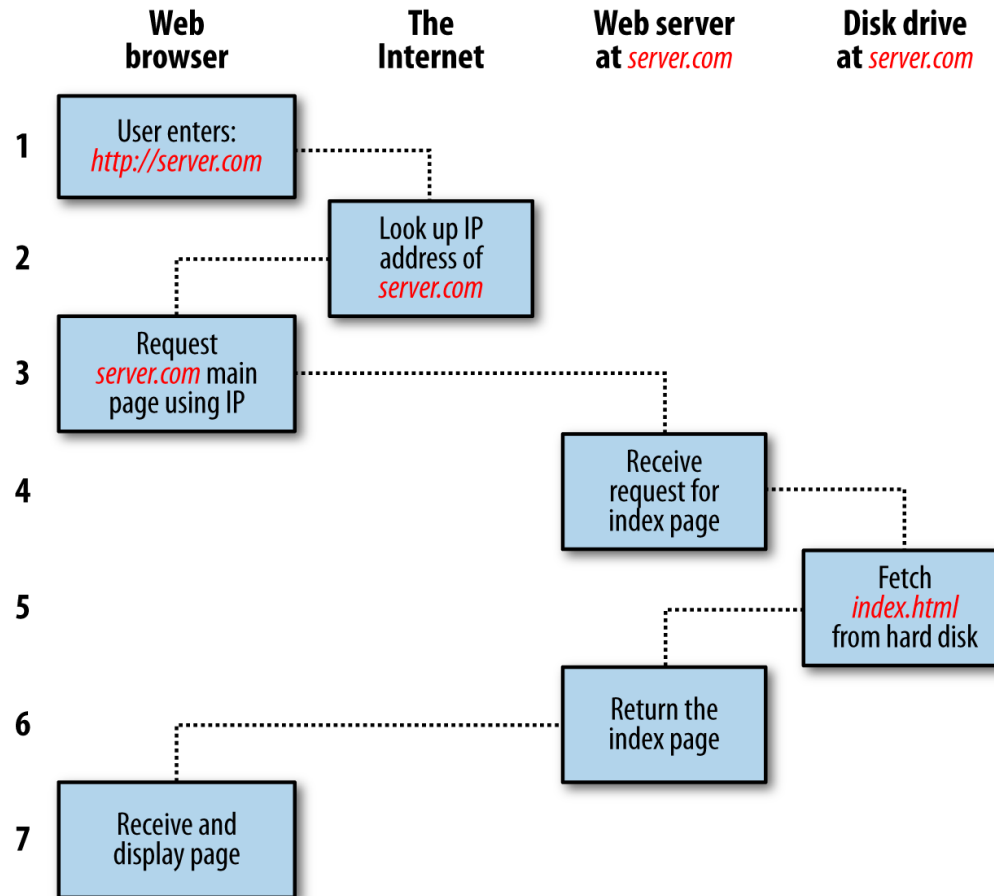 Web
browser
The
Internet
Web server
at server.com
Disk drive
at server.com
1
User enters:
http://server.com
2
Look up IP
address of
server.com
3
Request
server.com main
page using IP
4
Receive
request for
index page
5
Fetch
index.html
from hard disk
6
Return the
index page
7
Receive and
display page